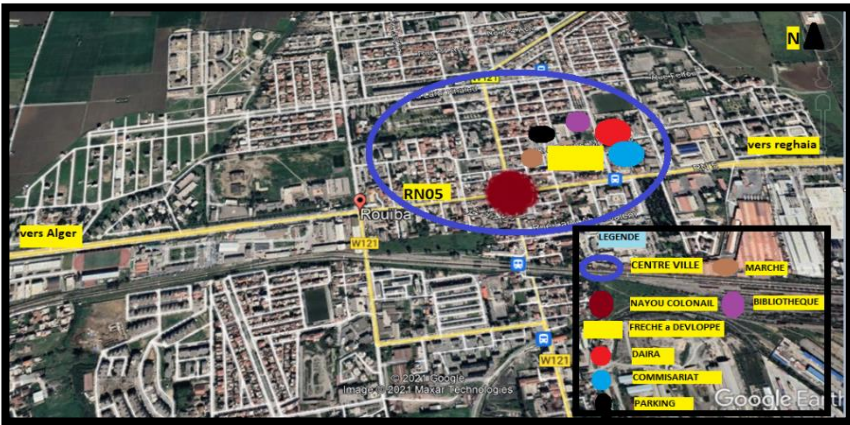 N
W121
vers reghaia
RN05
Rouiba
vers Alger
W121
W121
LEGENDE
CENTRE VILLE
MARCHE
NAYOU COLONAIL
BIBLIOTHEQUE
FRECHE a DEVLOPPE
DAIRA
COMMISARIAT
PARKING
© 2021 Google
Image © 2021 Maxar Technologies
Google Earth